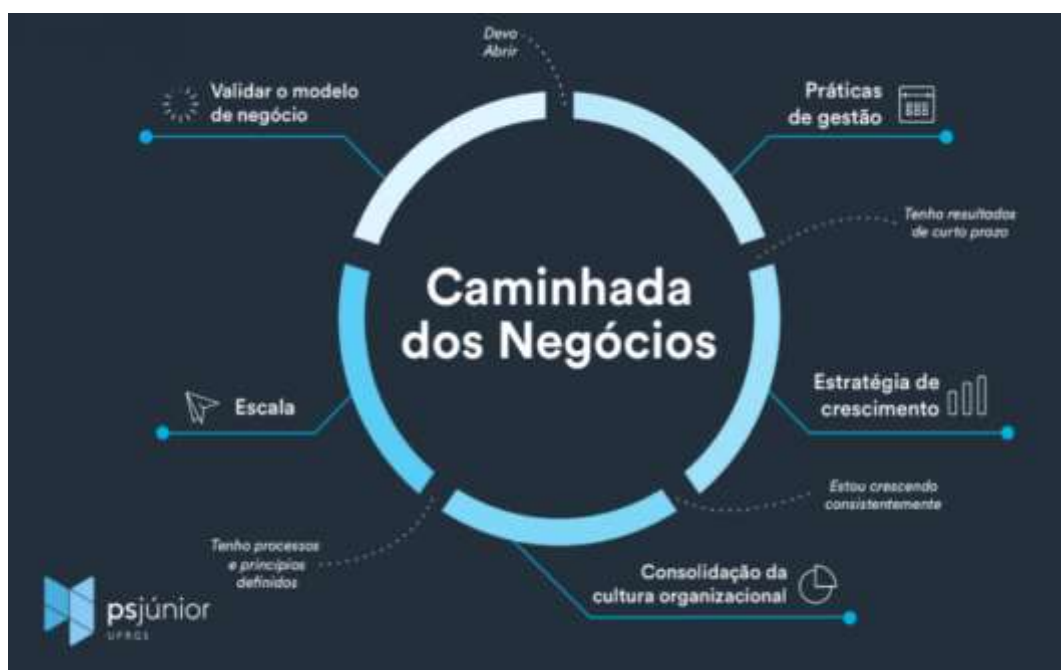 Devo
Abrir
Validar o modelo
de negócio
Práticas
de gestão
Tenho resultados
de curto prazo
Caminhada
dos Negócios
Estratégia de
crescimento
Escala
Estou crescendo
consistentemente
Tenho processos
e princípios
definidos
Consolidação da
cultura organizacional
psjúnior
UFRGS